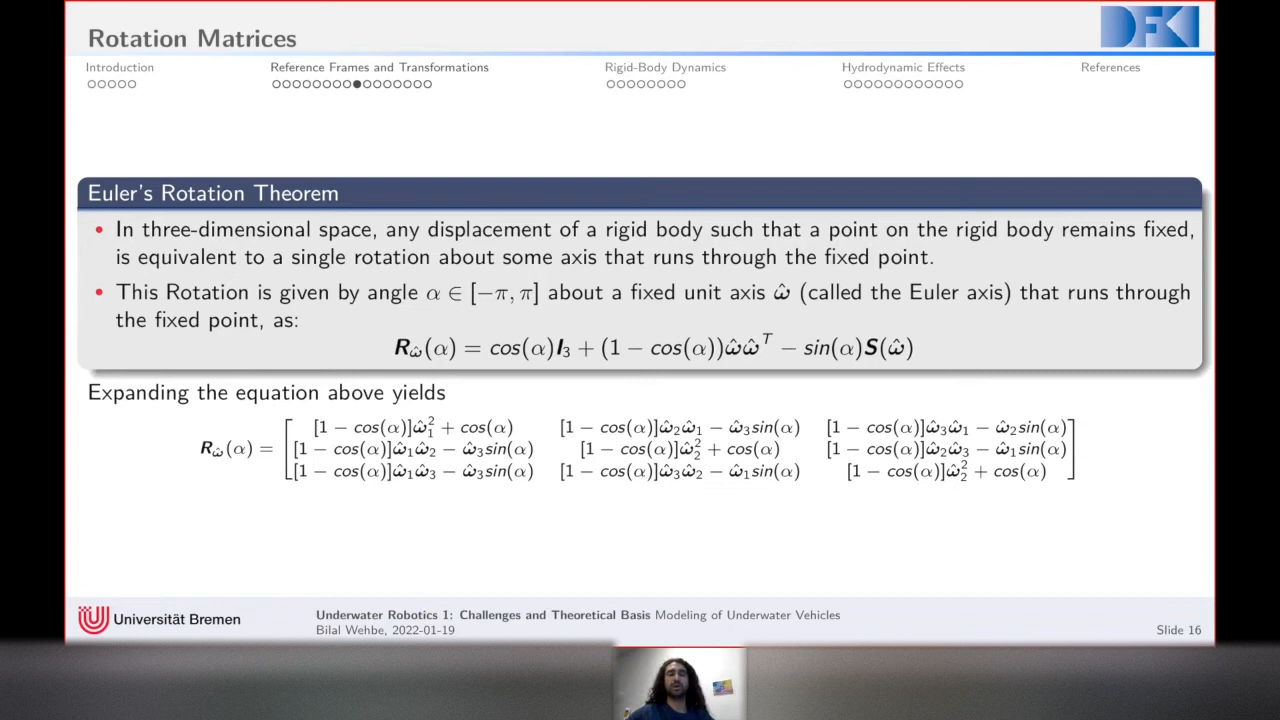 Rotation Matrices
DFK
Introduction
Reference Frames and Transformations
Rigid-Body Dynamics
Hydrodynamic Effects
References
Euler's Rotation Theorem
• In three-dimensional space, any displacement of a rigid body such that a point on the rigid body remains fixed,
is equivalent to a single rotation about some axis that runs through the fixed point.
• This Rotation is given by angle α ∈ [−π, π] about a fixed unit axis ω̂ (called the Euler axis) that runs through
the fixed point, as:
R_ω̂(α) = cos(α)I₃ + (1 − cos(α))ω̂ω̂ᵀ − sin(α)S(ω̂)
Expanding the equation above yields
[1 − cos(α)]ω̂₁² + cos(α) [1 − cos(α)]ω̂₂ω̂₁ − ω̂₃sin(α) [1 − cos(α)]ω̂₃ω̂₁ − ω̂₂sin(α)
R_ω̂(α) = [1 − cos(α)]ω̂₁ω̂₂ − ω̂₃sin(α) [1 − cos(α)]ω̂₂² + cos(α) [1 − cos(α)]ω̂₂ω̂₃ − ω̂₁sin(α)
[1 − cos(α)]ω̂₁ω̂₃ − ω̂₃sin(α) [1 − cos(α)]ω̂₃ω̂₂ − ω̂₁sin(α) [1 − cos(α)]ω̂₂² + cos(α)
Universität Bremen
Underwater Robotics 1: Challenges and Theoretical Basis Modeling of Underwater Vehicles
Bilal Wehbe, 2022-01-19
Slide 16